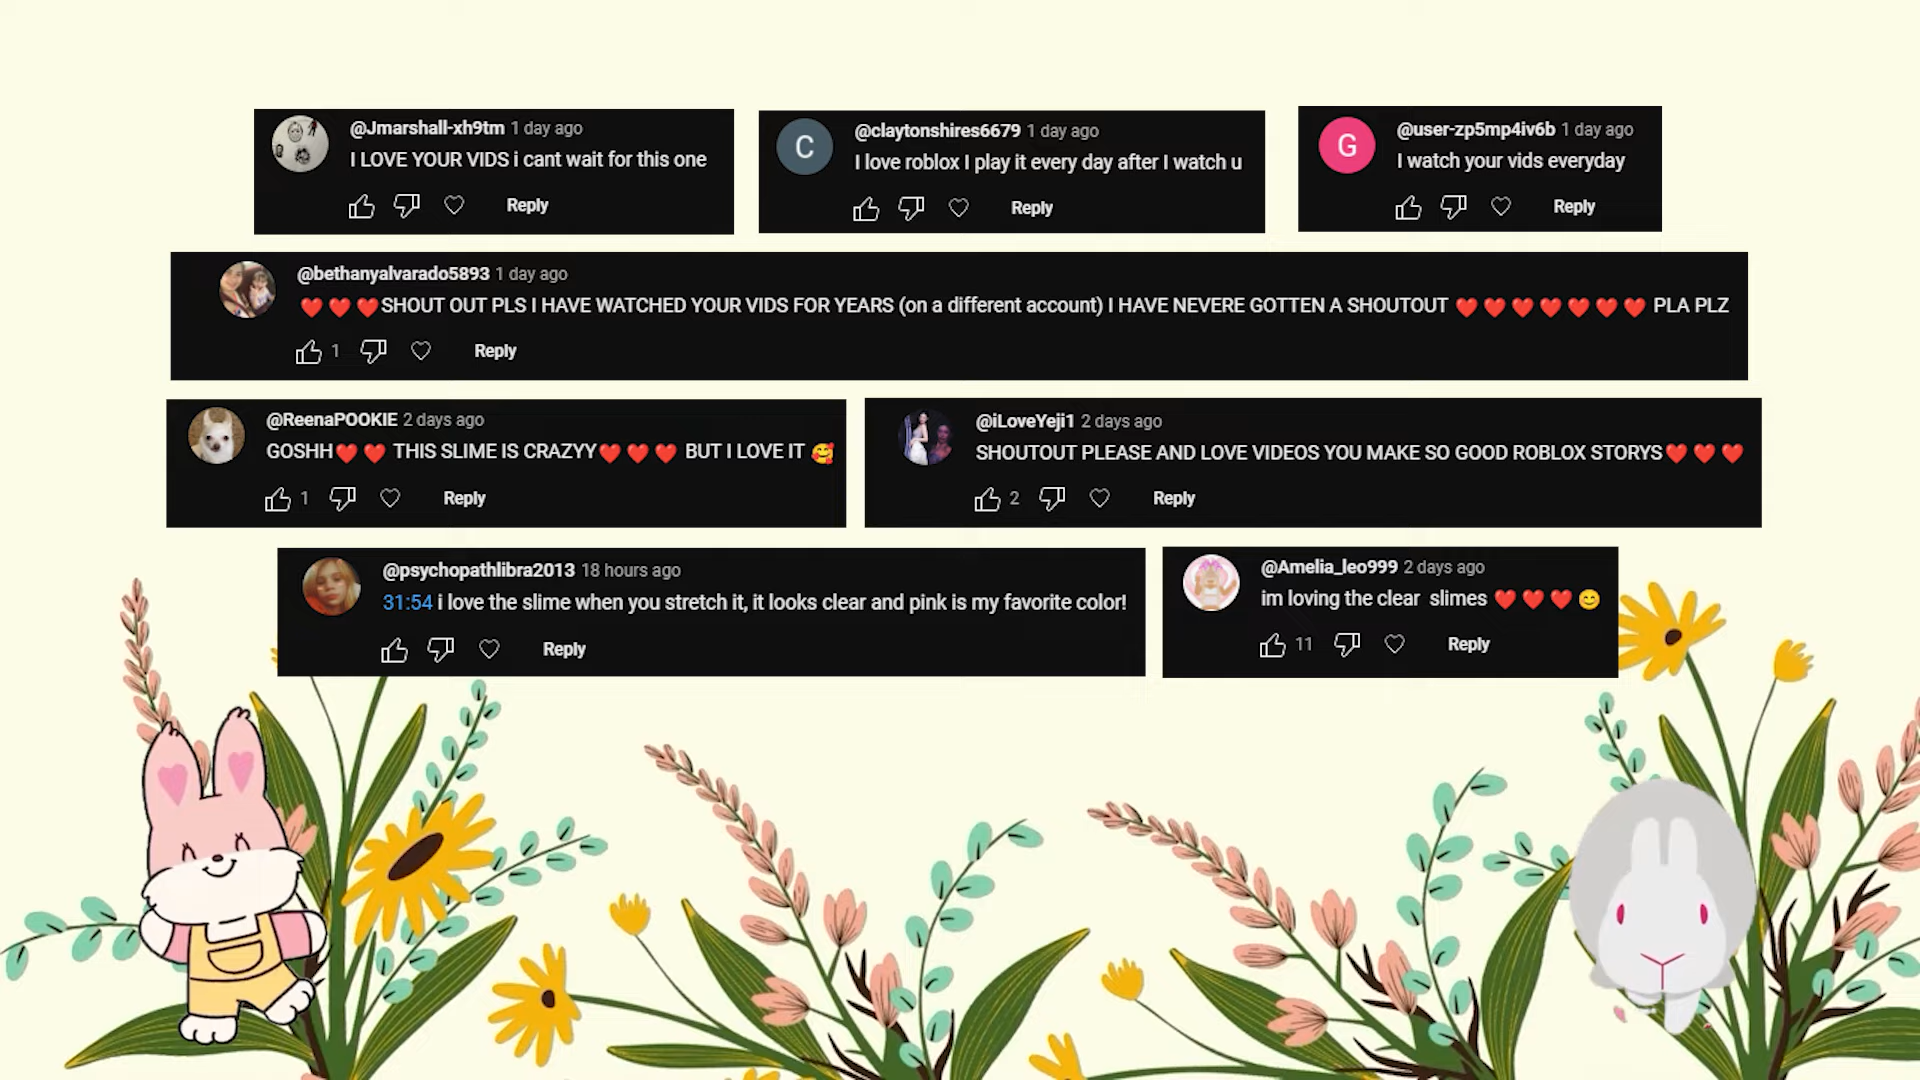 @Jmarshall-xh9tm 1 day ago
I LOVE YOUR VIDS i cant wait for this one
Reply
C
@claytonshires6679 1 day ago
I love roblox I play it every day after I watch u
Reply
G
@user-zp5mp4iv6b 1 day ago
I watch your vids everyday
Reply
@bethanyalvarado5893 1 day ago
❤️❤️❤️SHOUT OUT PLS I HAVE WATCHED YOUR VIDS FOR YEARS (on a different account) I HAVE NEVERE GOTTEN A SHOUTOUT ❤️❤️❤️❤️❤️❤️❤️ PLA PLZ
1 Reply
@ReenaPOOKIE 2 days ago
GOSHH❤️❤️ THIS SLIME IS CRAZYY❤️❤️❤️ BUT I LOVE IT 🥰
1 Reply
@iLoveYeji1 2 days ago
SHOUTOUT PLEASE AND LOVE VIDEOS YOU MAKE SO GOOD ROBLOX STORYS❤️❤️❤️
2 Reply
@psychopathlibra2013 18 hours ago
31:54 i love the slime when you stretch it, it looks clear and pink is my favorite color!
Reply
@Amelia_leo999 2 days ago
im loving the clear slimes ❤️❤️❤️😊
11 Reply